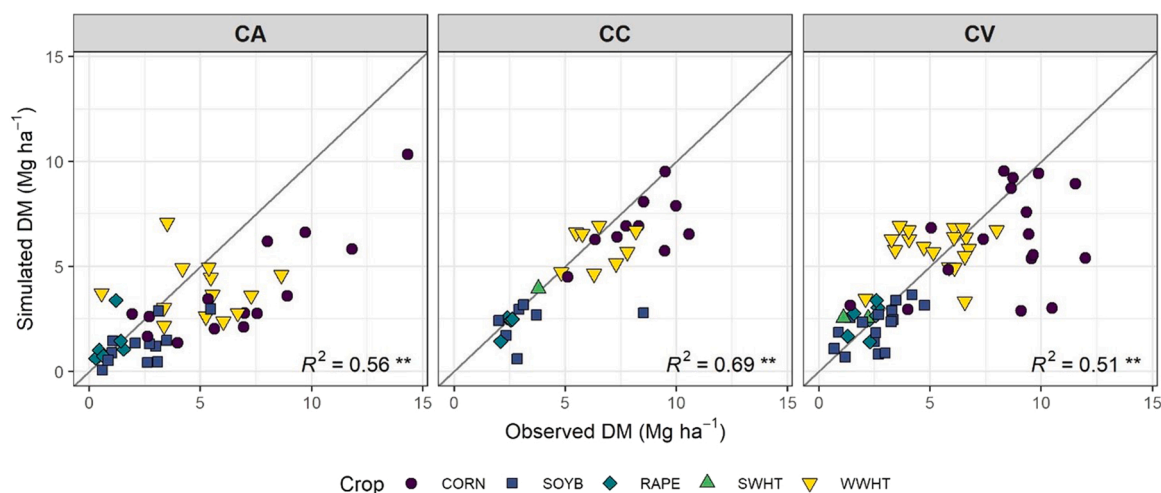 CA CC CV
15
10
5
0
Simulated DM (Mg ha⁻¹)
R² = 0.56 ** R² = 0.69 ** R² = 0.51 **
0 5 10 15 0 5 10 15 0 5 10 15
Observed DM (Mg ha⁻¹)
Crop CORN SOYB RAPE SWHT WWHT